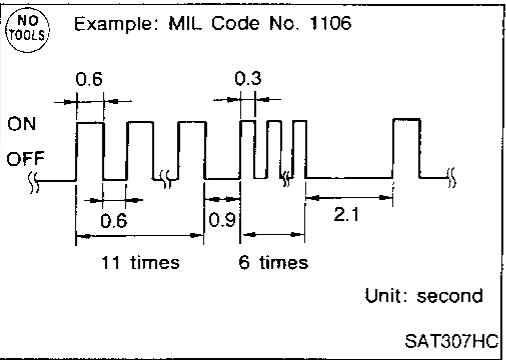 NO
TOOLS
Example: MIL Code No. 1106
0.6
0.3
ON
OFF
0.6
0.9
2.1
11 times
6 times
Unit: second
SAT307HC